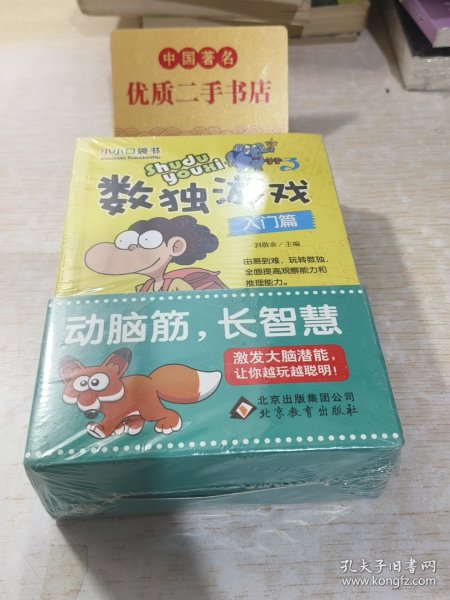 中国著名
优质二手书店
小小口袋书
xiaoxiao Koudaishu
Shudu
youxi
数独游戏
入门篇
刘敬余/主编
由易到难,玩转数独,
全面提高观察能力和
推理能力。
动脑筋,长智慧
激发大脑潜能,
让你越玩越聪明!
北京出版集团公司
北京教育出版社
孔夫子旧书网
www.kongfz.com